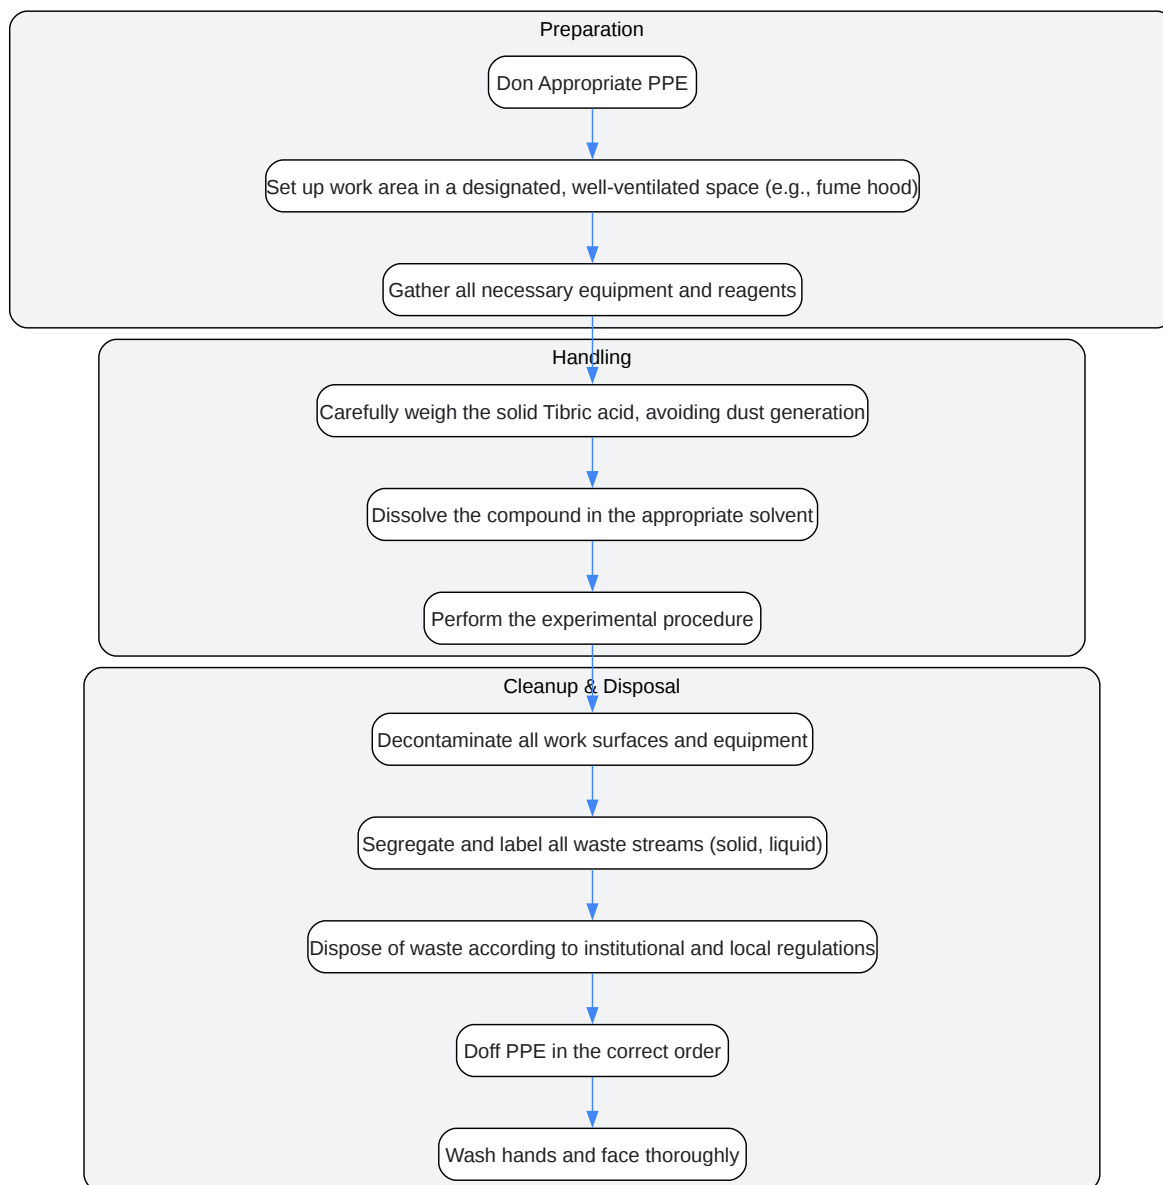 Preparation
Don Appropriate PPE
Set up work area in a designated, well-ventilated space (e.g., fume hood)
Gather all necessary equipment and reagents
Handling
Carefully weigh the solid Tibric acid, avoiding dust generation
Dissolve the compound in the appropriate solvent
Perform the experimental procedure
Cleanup & Disposal
Decontaminate all work surfaces and equipment
Segregate and label all waste streams (solid, liquid)
Dispose of waste according to institutional and local regulations
Doff PPE in the correct order
Wash hands and face thoroughly